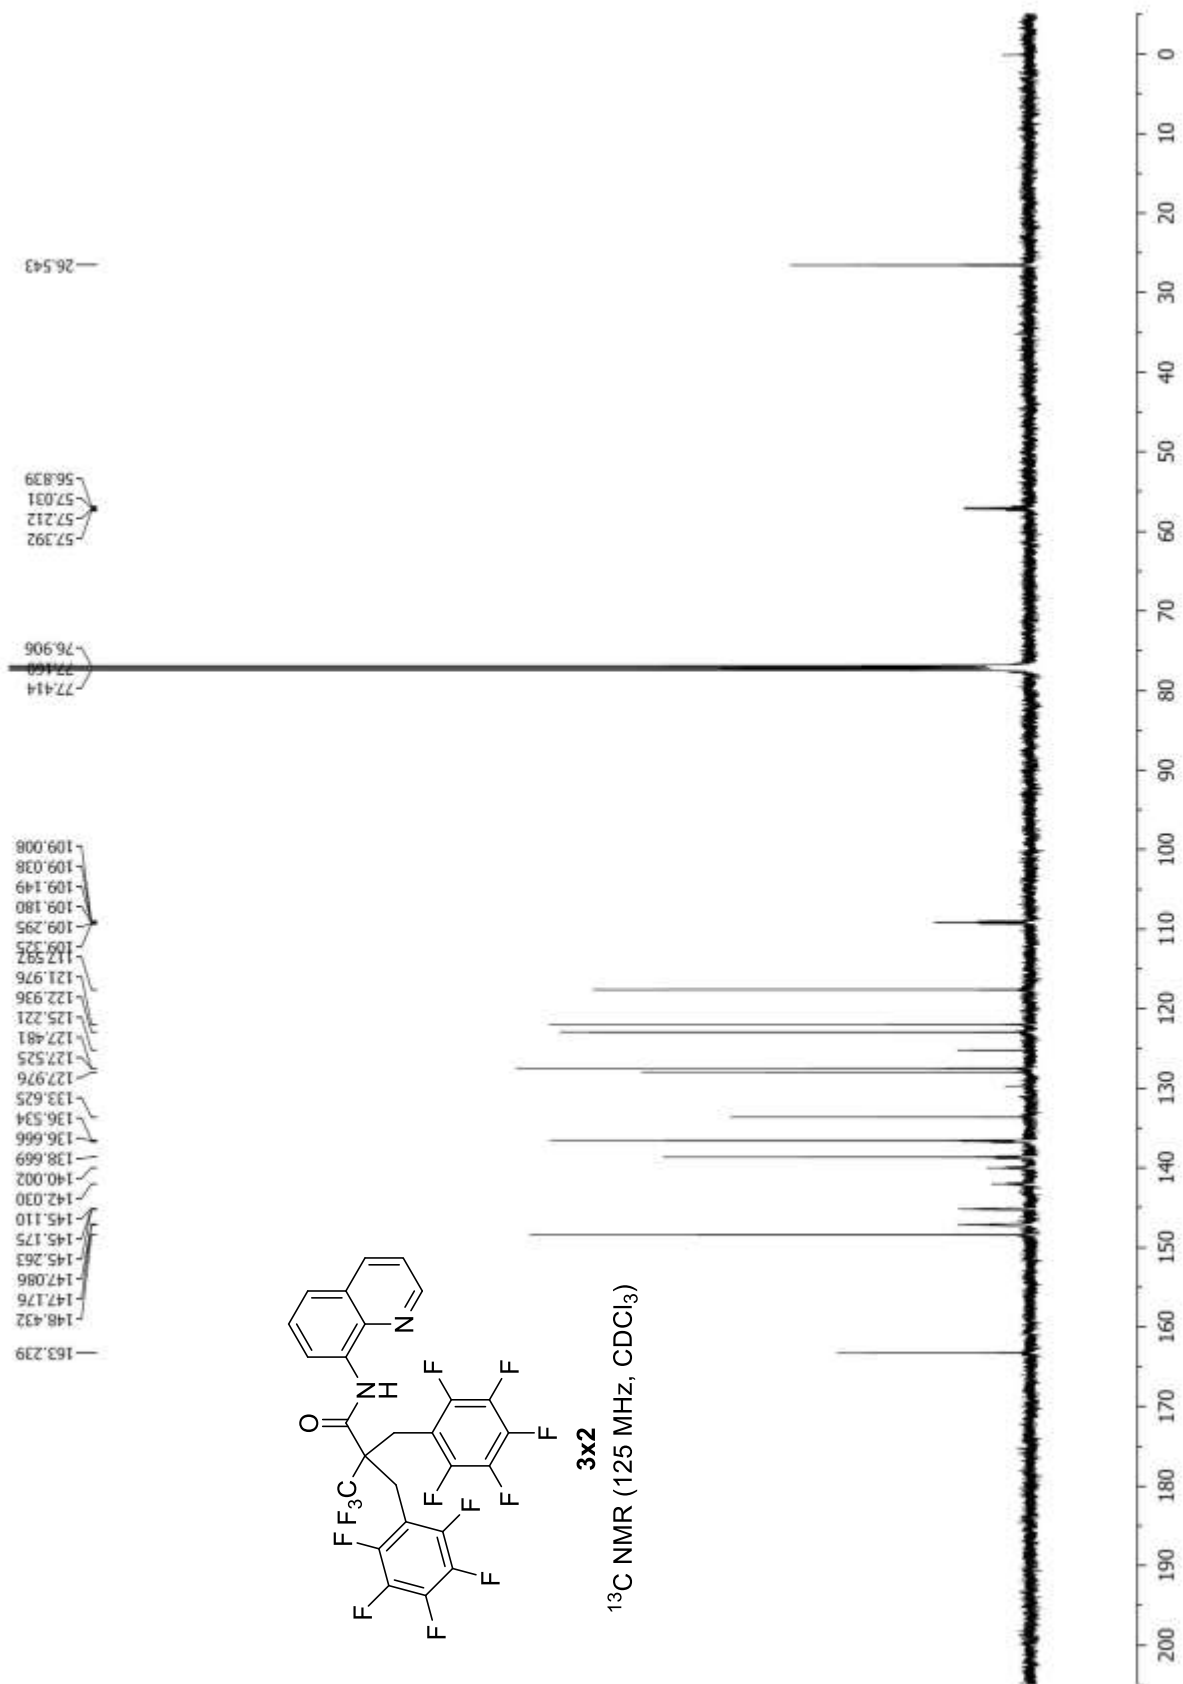 163.239
148.432
147.176
147.086
145.263
145.175
145.110
142.030
140.002
138.669
136.666
136.534
133.625
127.976
127.525
127.481
125.221
122.936
121.976
117.597
109.325
109.295
109.180
109.149
109.038
109.008
77.414
77.160
76.906
57.392
57.212
57.031
56.839
26.543
O
N
H
N
F₃C
F
F
F
F
F
F
F
F
F
F
3x2
¹³C NMR (125 MHz, CDCl₃)
200 190 180 170 160 150 140 130 120 110 100 90 80 70 60 50 40 30 20 10 0